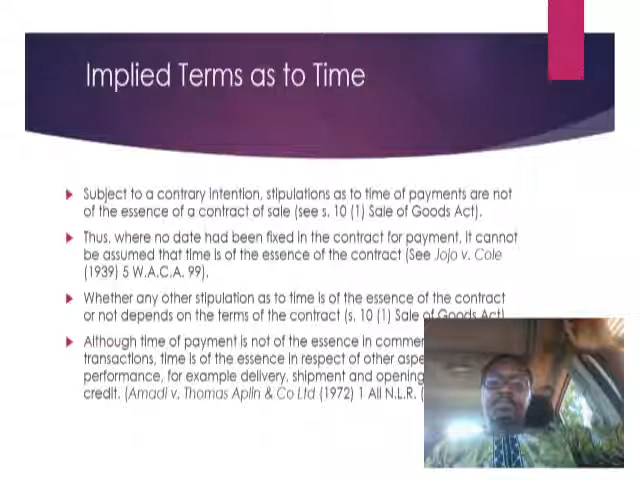 Implied Terms as to Time
Subject to a contrary intention, stipulations as to time of payments are not
of the essence of a contract of sale (see s. 10 (1) Sale of Goods Act).
Thus, where no date had been fixed in the contract for payment, it cannot
be assumed that time is of the essence of the contract (See Jojo v. Cole
(1939) 5 W.A.C.A. 99).
Whether any other stipulation as to time is of the essence of the contract
or not depends on the terms of the contract (s. 10 (1) Sale of Goods Act)
Although time of payment is not of the essence in
transactions, time is of the essence in respect of other
performance, for example delivery, shipment and opening
credit. (Amadi v. Thomas Aplin & Co Ltd (1972) 1 All N.L.R. (